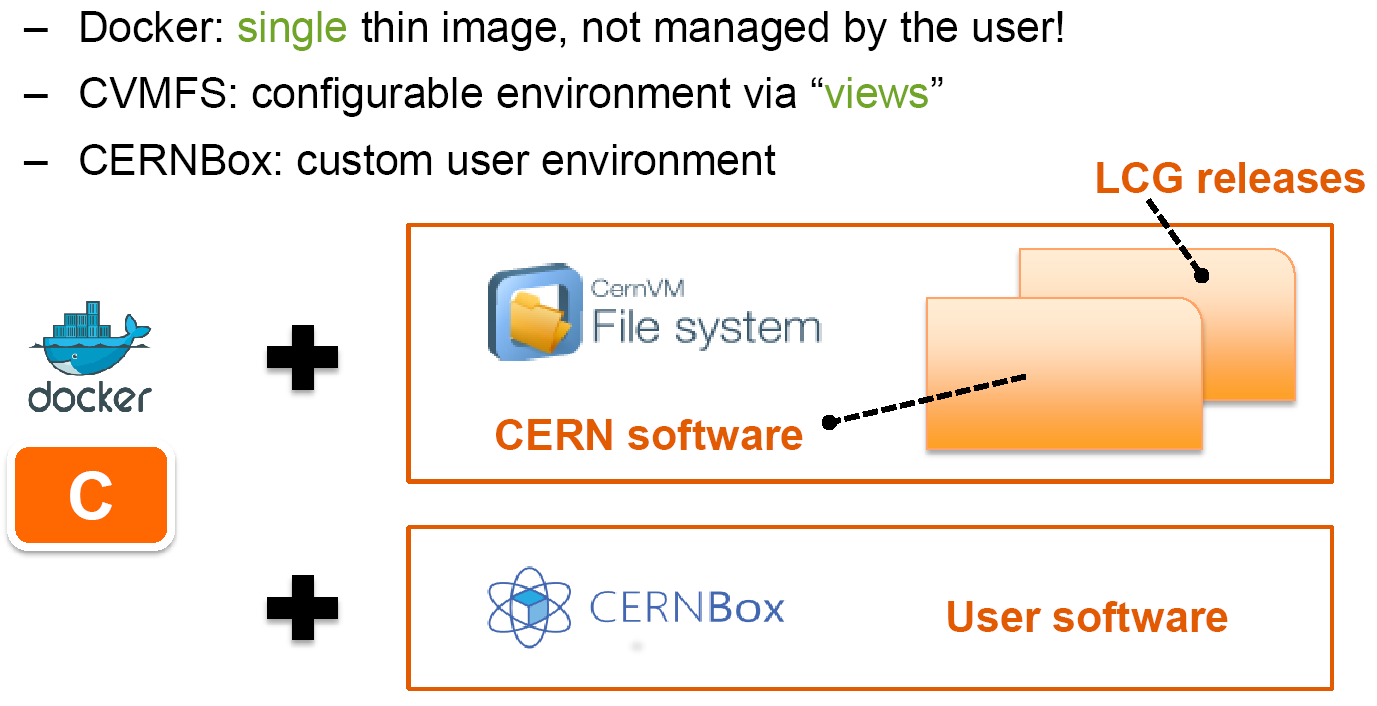 – Docker: single thin image, not managed by the user!
– CVMFS: configurable environment via “views”
– CERNBox: custom user environment
LCG releases
CernVM
File system
docker
CERN software
C
CERNBOX
User software